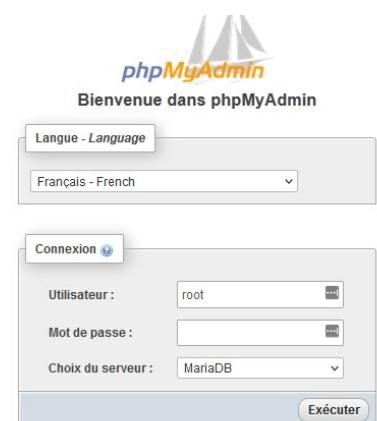 phpMyAdmin
Bienvenue dans phpMyAdmin
Langue - Language
Français - French
Connexion
Utilisateur :
root
Mot de passe :
Choix du serveur :
MariaDB
Exécuter